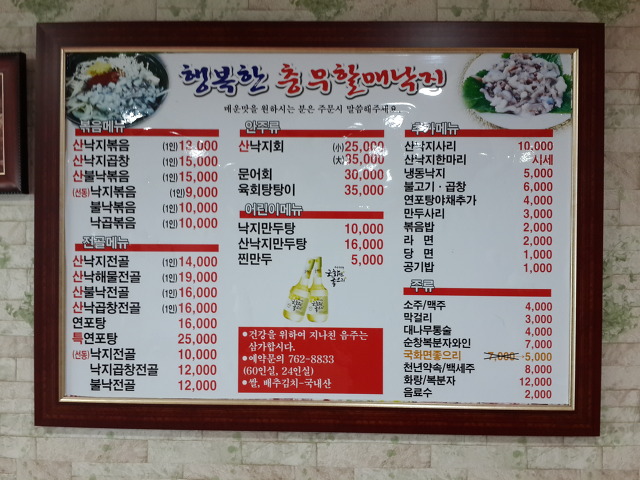 행복한 충무할매낙지
매운맛을 원하시는 분은 주문시 말씀해주세요.
볶음메뉴
산낙지볶음 (1인)13,000
산낙지곱창 (1인)15,000
산불낙볶음 (1인)15,000
(선동)낙지볶음 (1인)9,000
불낙볶음 (1인)10,000
낙곱볶음 (1인)10,000
전골메뉴
산낙지전골 (1인)14,000
산낙해물전골 (1인)19,000
산불낙전골 (1인)16,000
산낙곱창전골 (1인)16,000
연포탕 16,000
특연포탕 25,000
(선동)낙지전골 10,000
낙지곱창전골 12,000
불낙전골 12,000
안주류
산낙지회 (小)25,000
(大)35,000
문어회 30,000
육회탕탕이 35,000
어린이메뉴
낙지만두탕 10,000
산낙지만두탕 16,000
찐만두 5,000
●건강을 위하여 지나친 음주는
삼가합시다.
●예약문의 762-8833
(60인실, 24인실)
●쌀, 배추김치-국내산
추가메뉴
산낙지사리 10,000
산낙지한마리 시세
냉동낙지 5,000
불고기·곱창 6,000
연포탕야채추가 4,000
만두사리 3,000
볶음밥 2,000
라 면 2,000
당 면 1,000
공기밥 1,000
주류
소주/맥주 4,000
막걸리 3,000
대나무통술 4,000
순창복분자와인 7,000
국화면좋으리 7,000 -5,000
천년약속/백세주 8,000
화랑/복분자 12,000
음료수 2,000